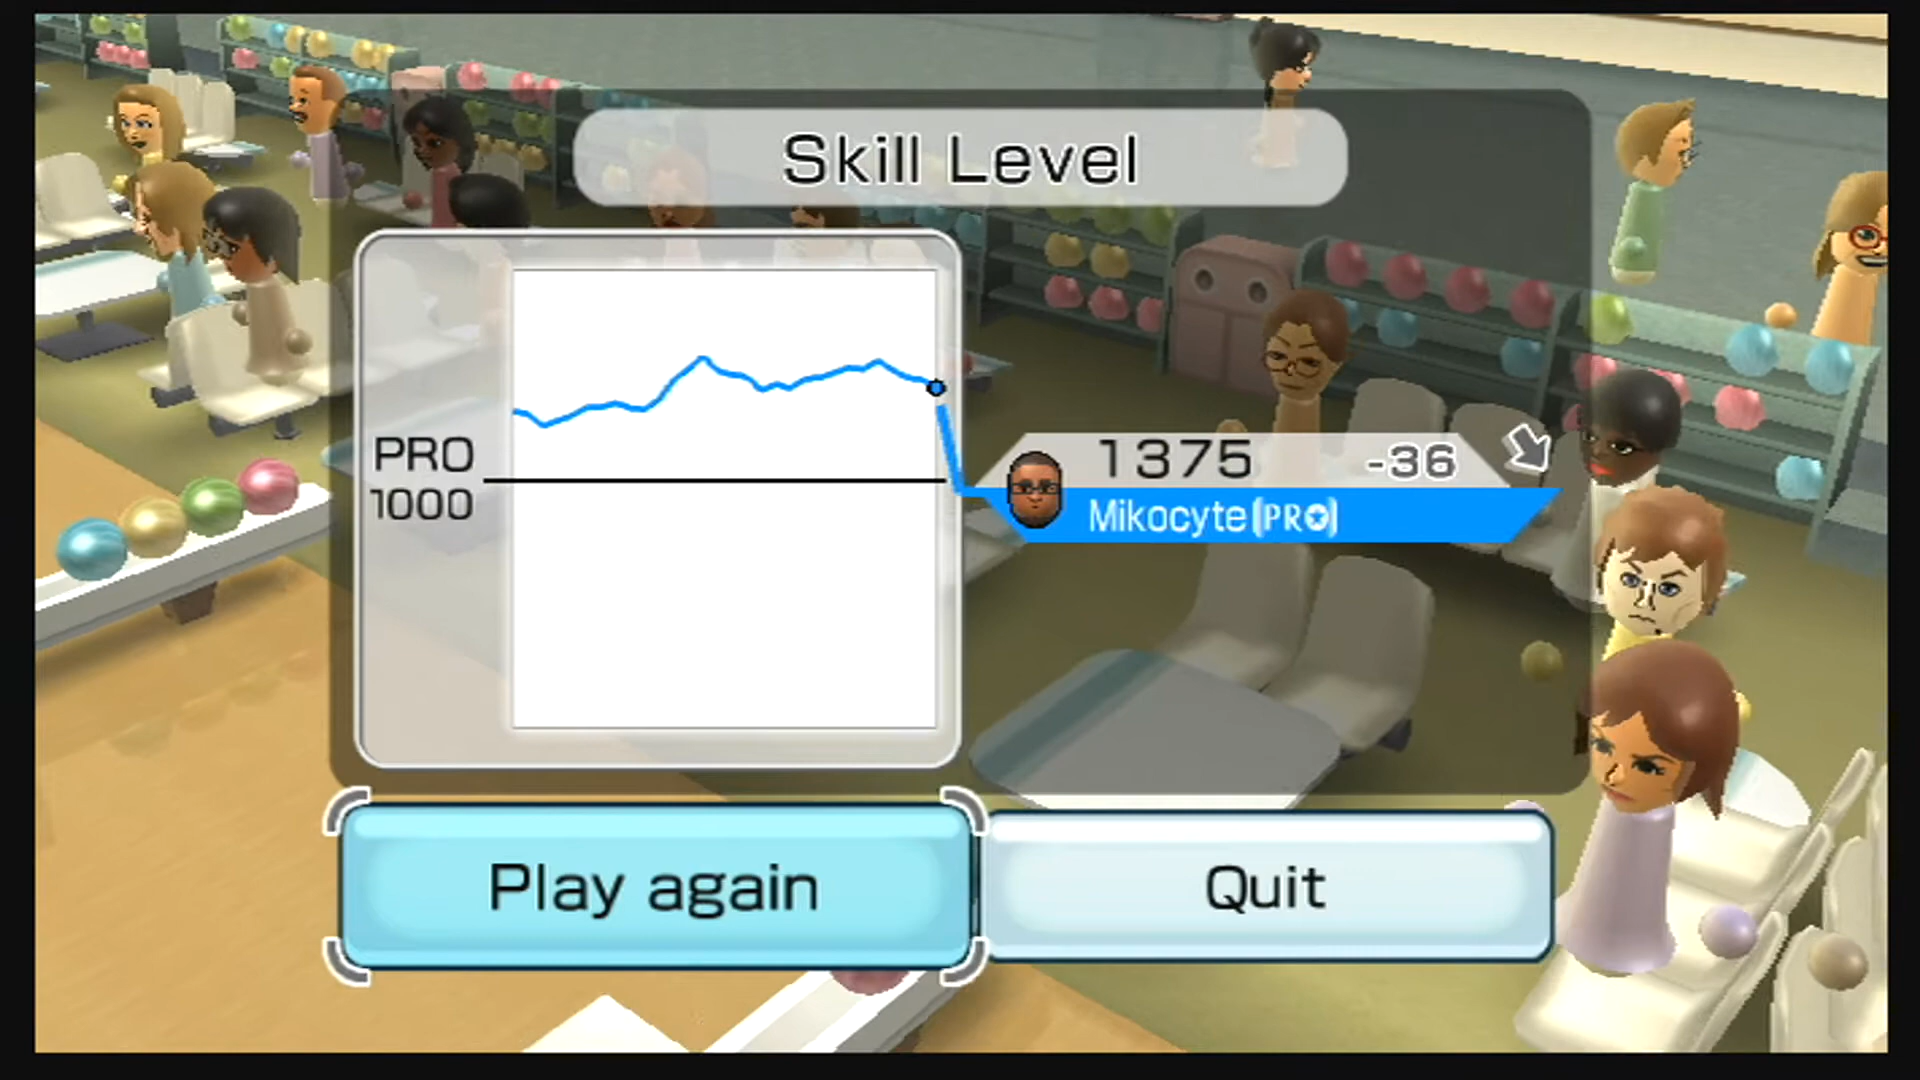 Skill Level
PRO
1000
1375 -36
Mikocyte[PRO]
Play again
Quit